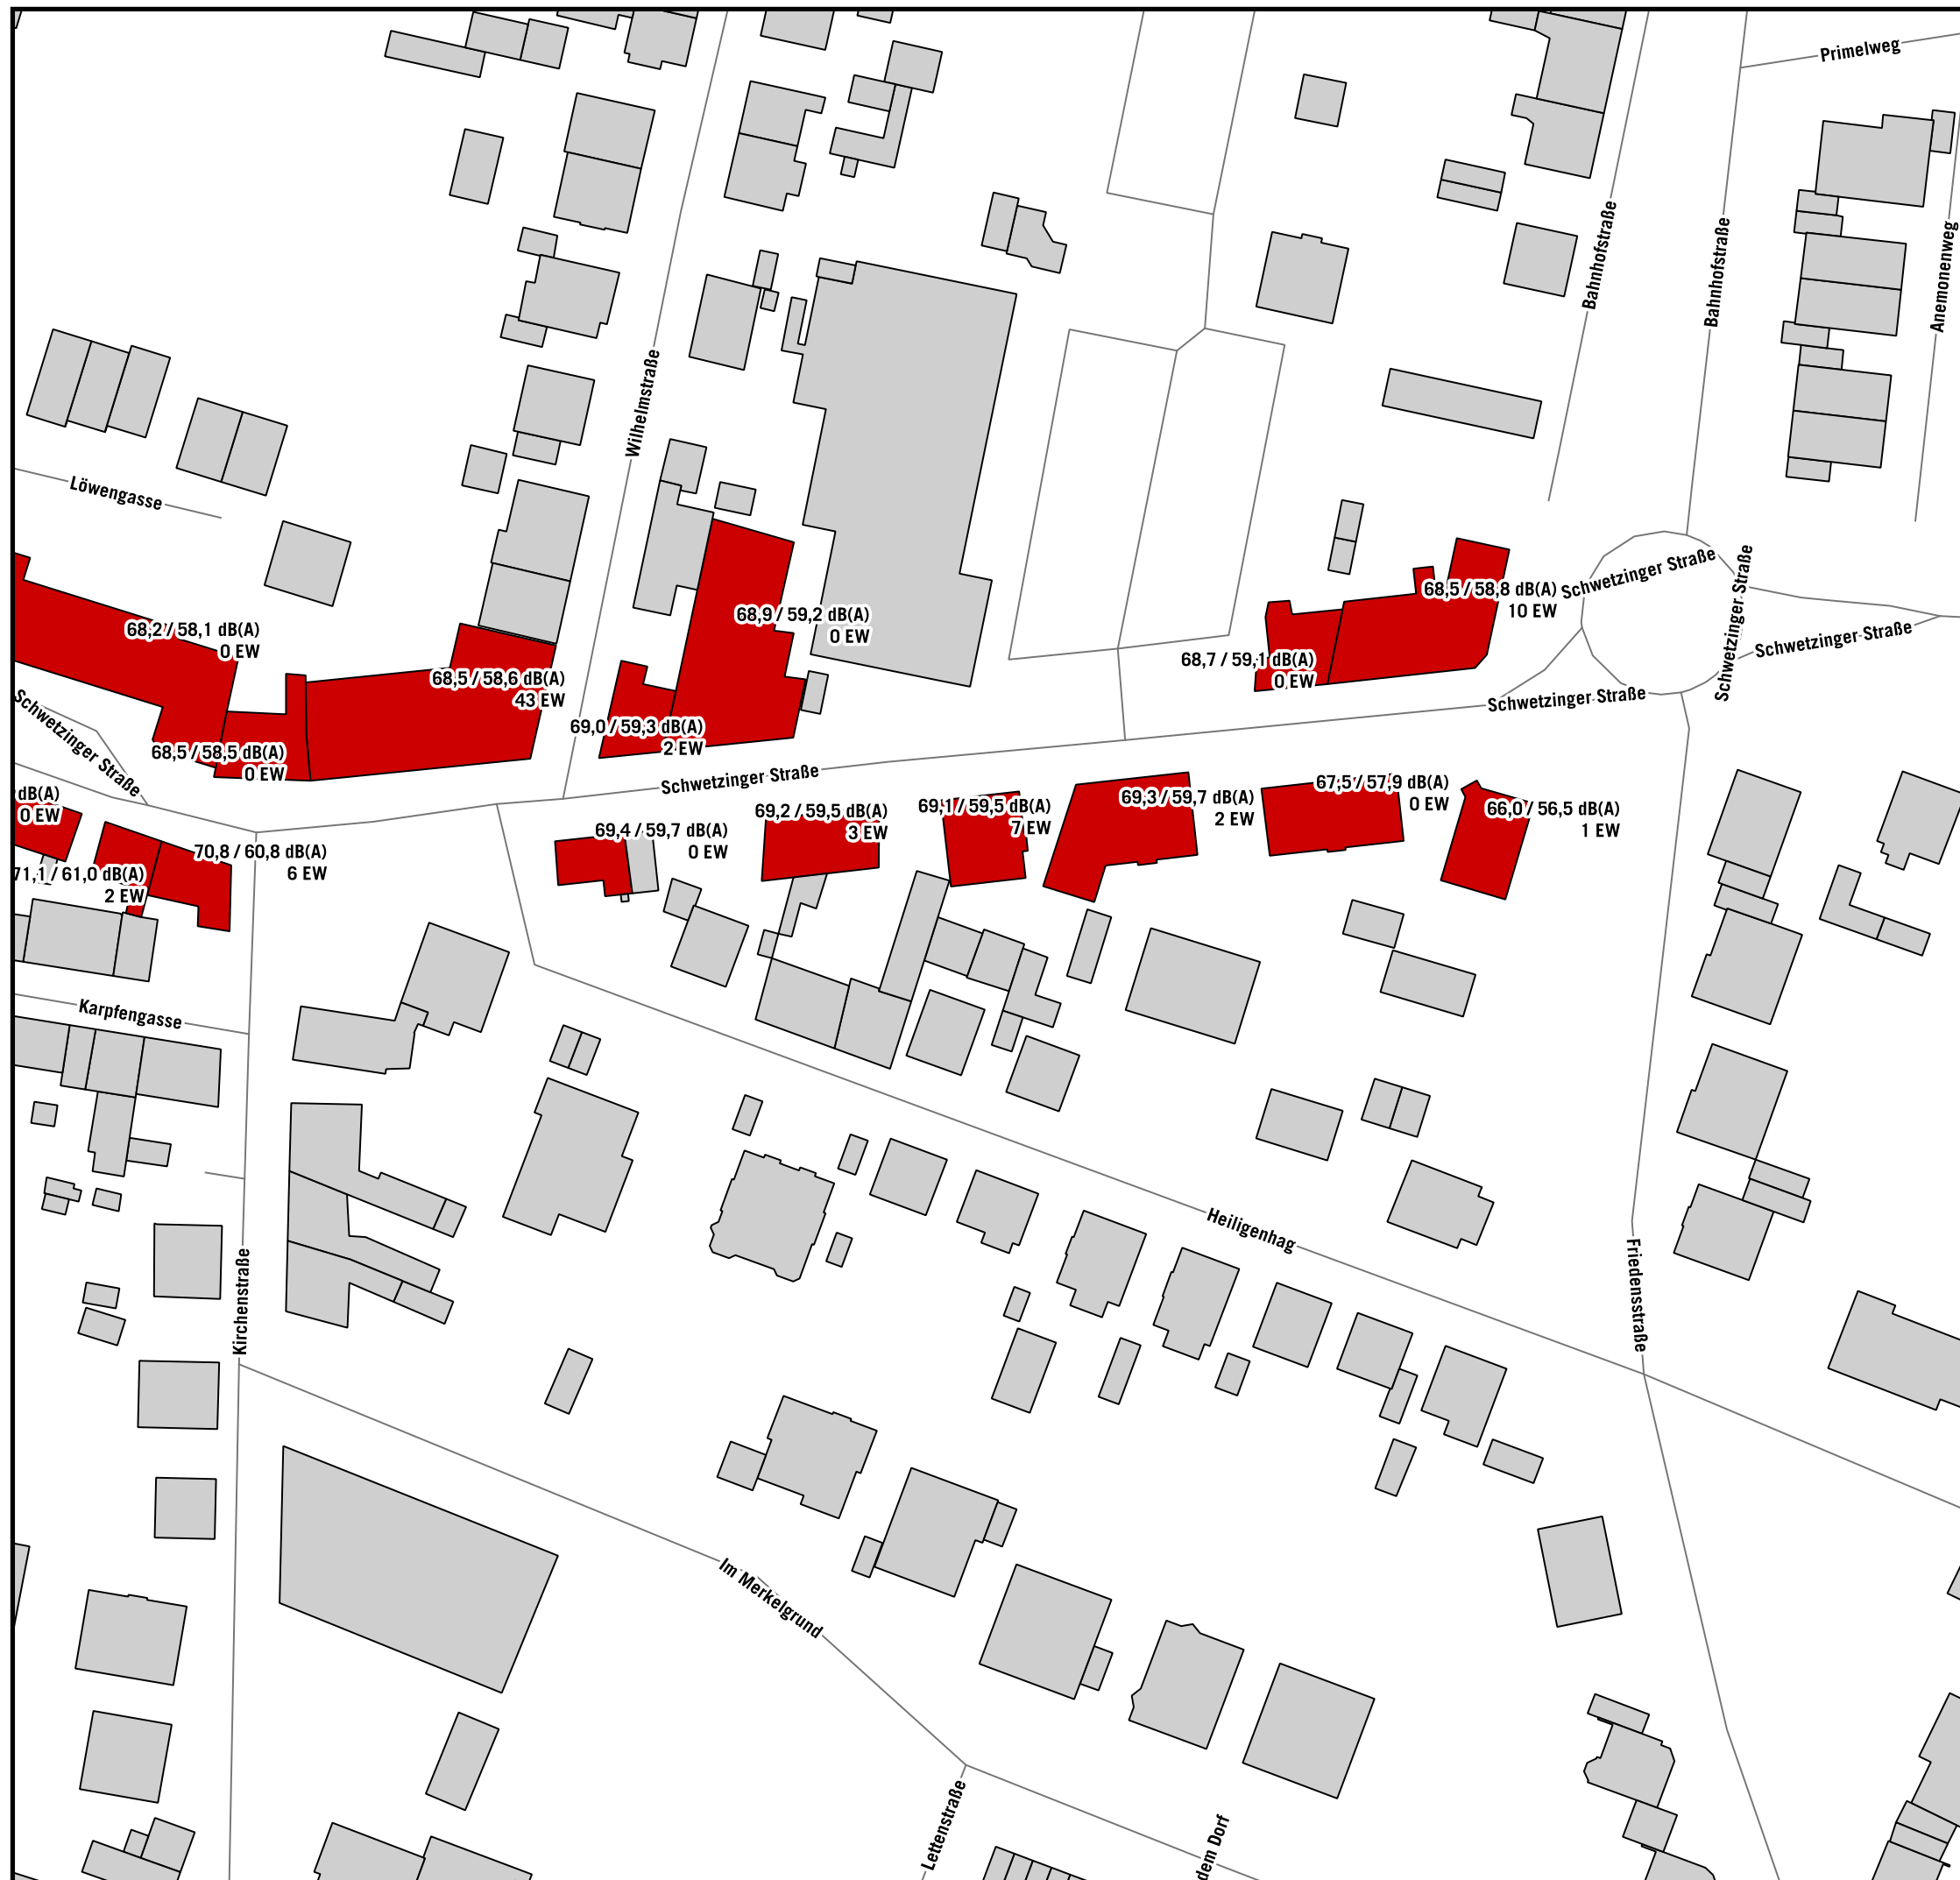 Primelweg
Bahnhofstraße
Bahnhofstraße
Anemonenweg
Wilhelmstraße
Löwengasse
68,2 / 58,1 dB(A)
0 EW
68,5 / 58,6 dB(A)
43 EW
68,9 / 59,2 dB(A)
0 EW
68,5 / 58,8 dB(A)
10 EW
Schwetzinger Straße
Schwetzinger Straße
Schwetzinger Straße
68,7 / 59,1 dB(A)
0 EW
Schwetzinger Straße
Schwetzinger Straße
68,5 / 58,5 dB(A)
0 EW
69,0 / 59,3 dB(A)
2 EW
Schwetzinger Straße
dB(A)
0 EW
69,4 / 59,7 dB(A)
0 EW
69,2 / 59,5 dB(A)
3 EW
69,1 / 59,5 dB(A)
7 EW
69,3 / 59,7 dB(A)
2 EW
67,5 / 57,9 dB(A)
0 EW
66,0 / 56,5 dB(A)
1 EW
70,8 / 60,8 dB(A)
6 EW
71,1 / 61,0 dB(A)
2 EW
Karpfengasse
Heiligenhag
Friedensstraße
Kirchenstraße
Im Merkelgrund
Lettenstraße
dem Dorf